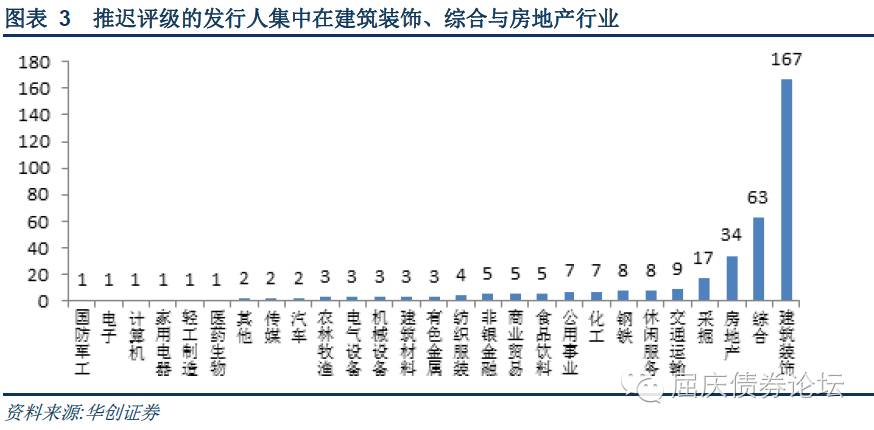 图表 3 推迟评级的发行人集中在建筑装饰、综合与房地产行业
180
160
140
120
100
80
60
40
20
0
1 1 1 1 1 1 2 2 2 3 3 3 3 3 4 5 5 5 7 7 8 8 9 17 34 63 167
国防军工
电子
计算机
家用电器
轻工制造
医药生物
其他
传媒
汽车
农林牧渔
电气设备
机械设备
建筑材料
有色金属
纺织服装
非银金融
商业贸易
食品饮料
公用事业
化工
钢铁
休闲服务
交通运输
采掘
房地产
综合
建筑装饰
屈庆债券论坛
资料来源:华创证券